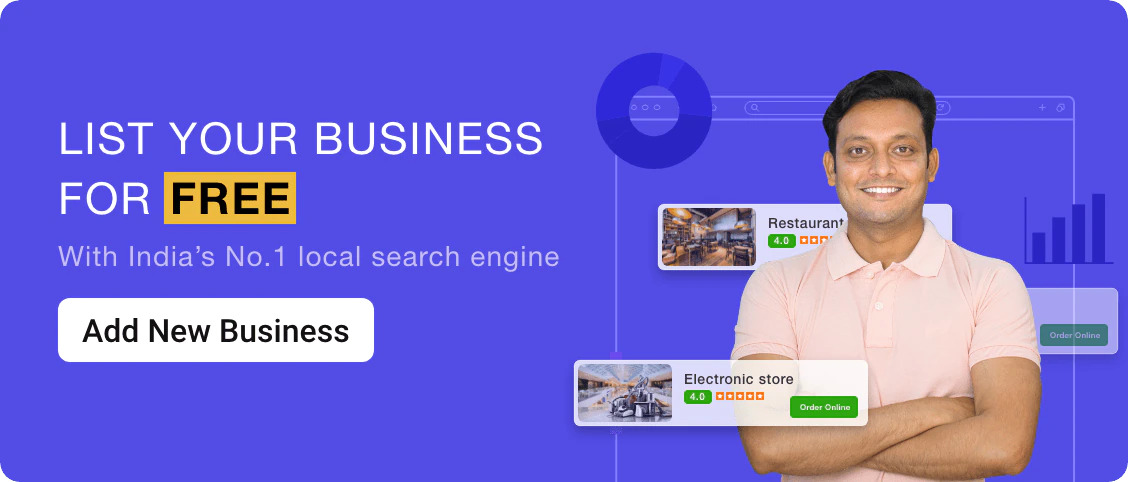 LIST YOUR BUSINESS
FOR FREE
With India's No.1 local search engine
Add New Business
Restaurant
4.0
Order Online
Electronic store
4.0
Order Online